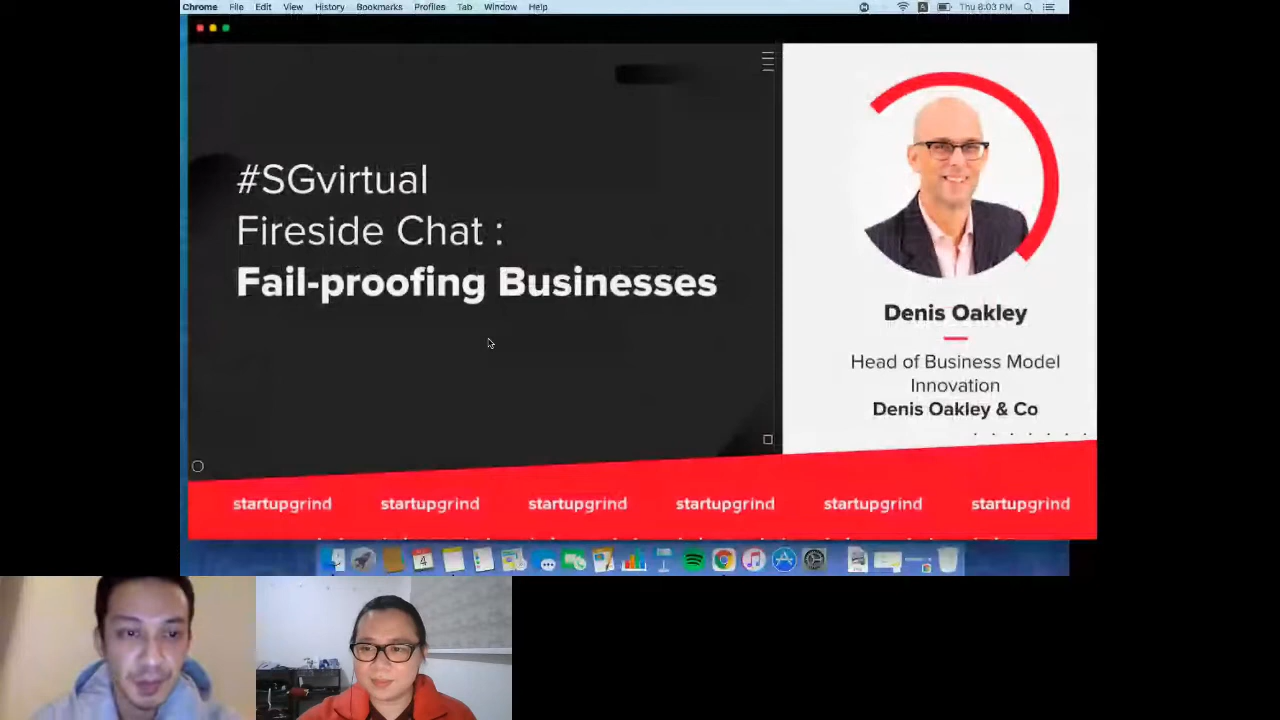 Chrome File Edit View History Bookmarks Profiles Tab Window Help
A
Thu 8:03 PM
#SGvirtual
Fireside Chat :
Fail-proofing Businesses
Denis Oakley
Head of Business Model
Innovation
Denis Oakley & Co
startupgrind startupgrind startupgrind startupgrind startupgrind startupgrind
4